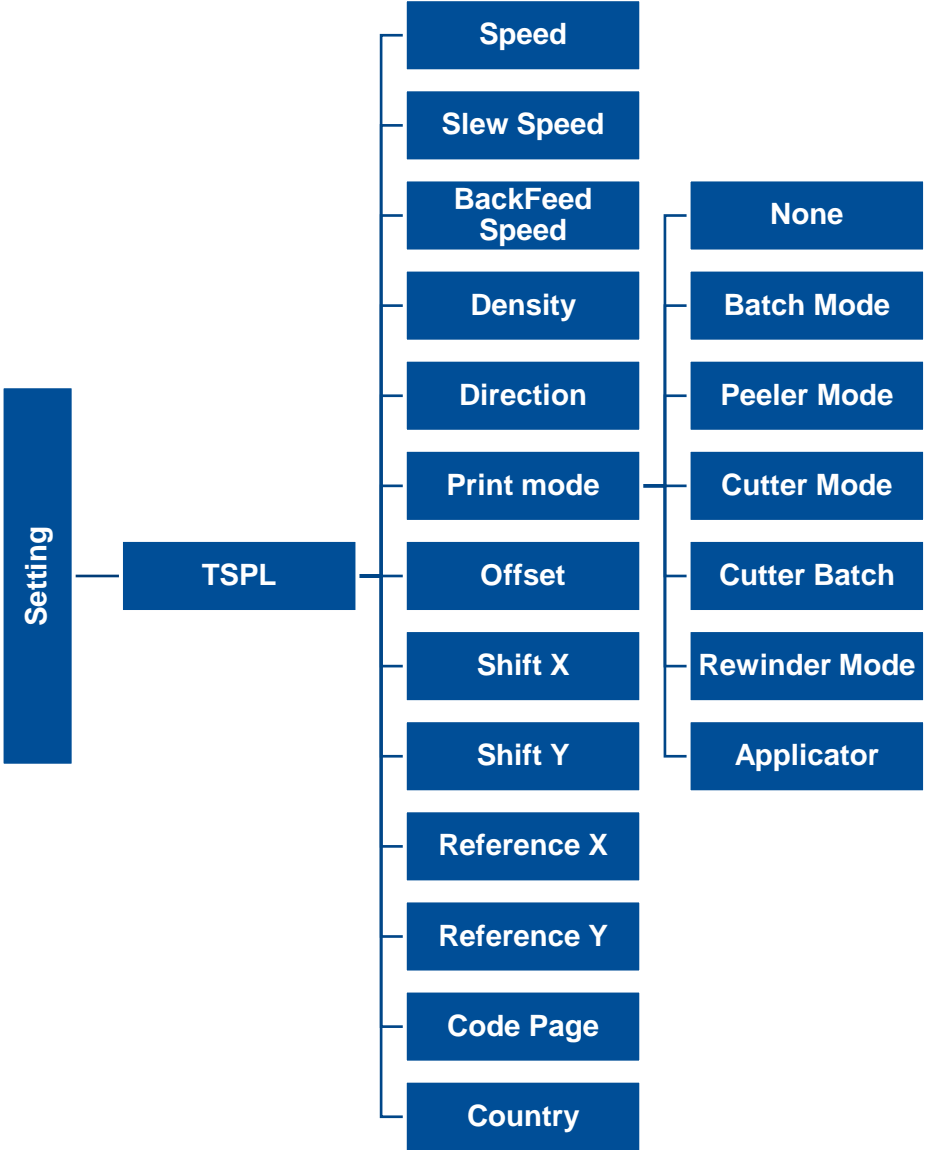 Setting
TSPL
Speed
Slew Speed
BackFeed
Speed
Density
Direction
Print mode
Offset
Shift X
Shift Y
Reference X
Reference Y
Code Page
Country
None
Batch Mode
Peeler Mode
Cutter Mode
Cutter Batch
Rewinder Mode
Applicator